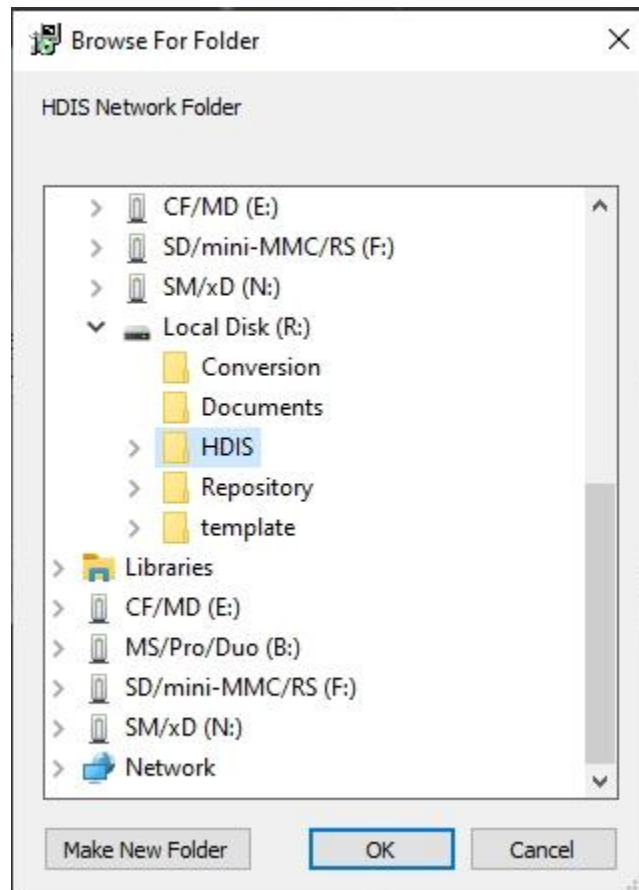 Browse For Folder
HDIS Network Folder
CF/MD (E:)
SD/mini-MMC/RS (F:)
SM/xD (N:)
Local Disk (R:)
Conversion
Documents
HDIS
Repository
template
Libraries
CF/MD (E:)
MS/Pro/Duo (B:)
SD/mini-MMC/RS (F:)
SM/xD (N:)
Network
Make New Folder OK Cancel